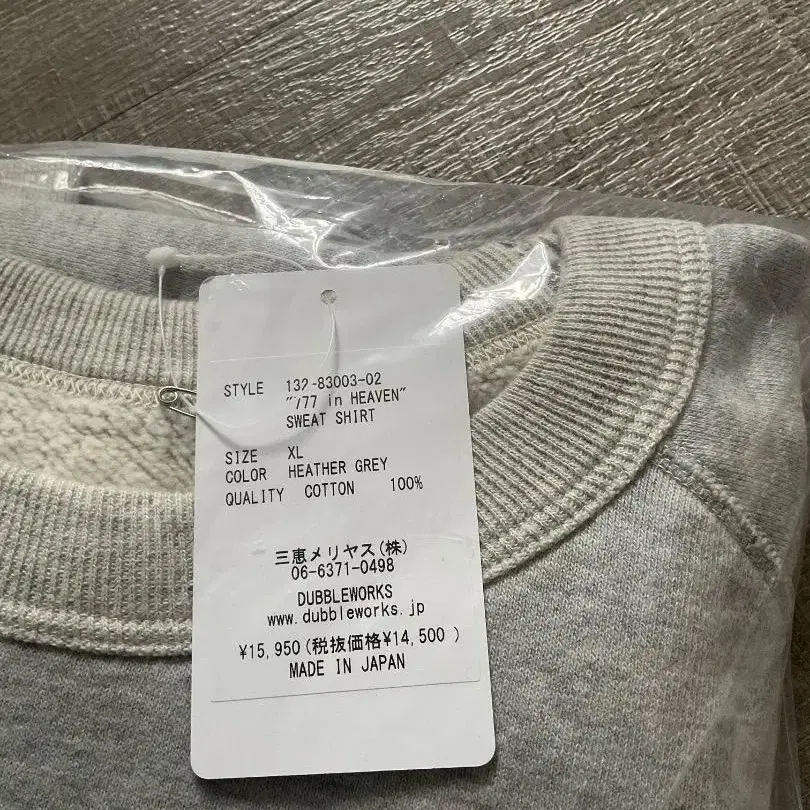 STYLE 132-83003-02
"777 in HEAVEN"
SWEAT SHIRT
SIZE XL
COLOR HEATHER GREY
QUALITY COTTON 100%
三恵メリヤス(株)
06-6371-0498
DUBBLEWORKS
www.dubbleworks.jp
¥15,950(税抜価格¥14,500 )
MADE IN JAPAN